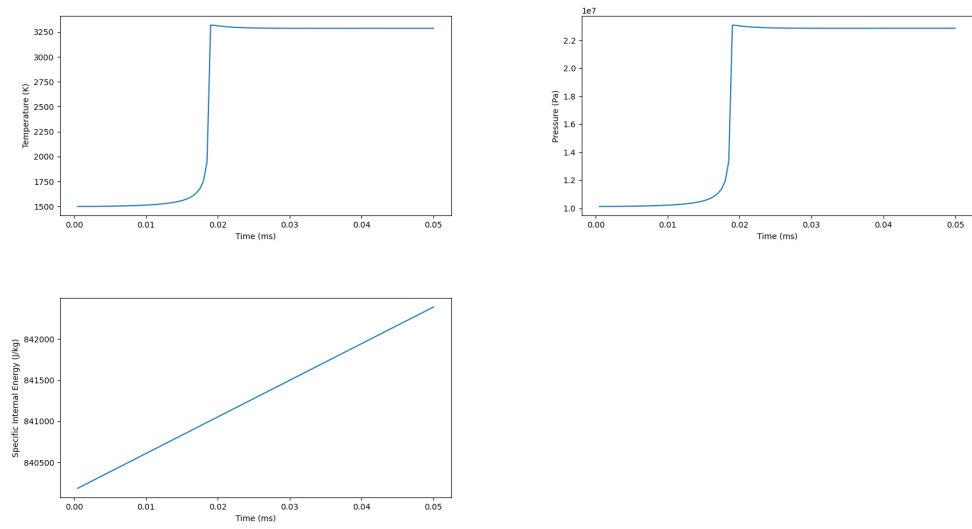 Temperature (K)
3250
3000
2750
2500
2250
2000
1750
1500
0.00 0.01 0.02 0.03 0.04 0.05
Time (ms)
1e7
Pressure (Pa)
2.2
2.0
1.8
1.6
1.4
1.2
1.0
0.00 0.01 0.02 0.03 0.04 0.05
Time (ms)
Specific Internal Energy (J/kg)
842000
841500
841000
840500
0.00 0.01 0.02 0.03 0.04 0.05
Time (ms)